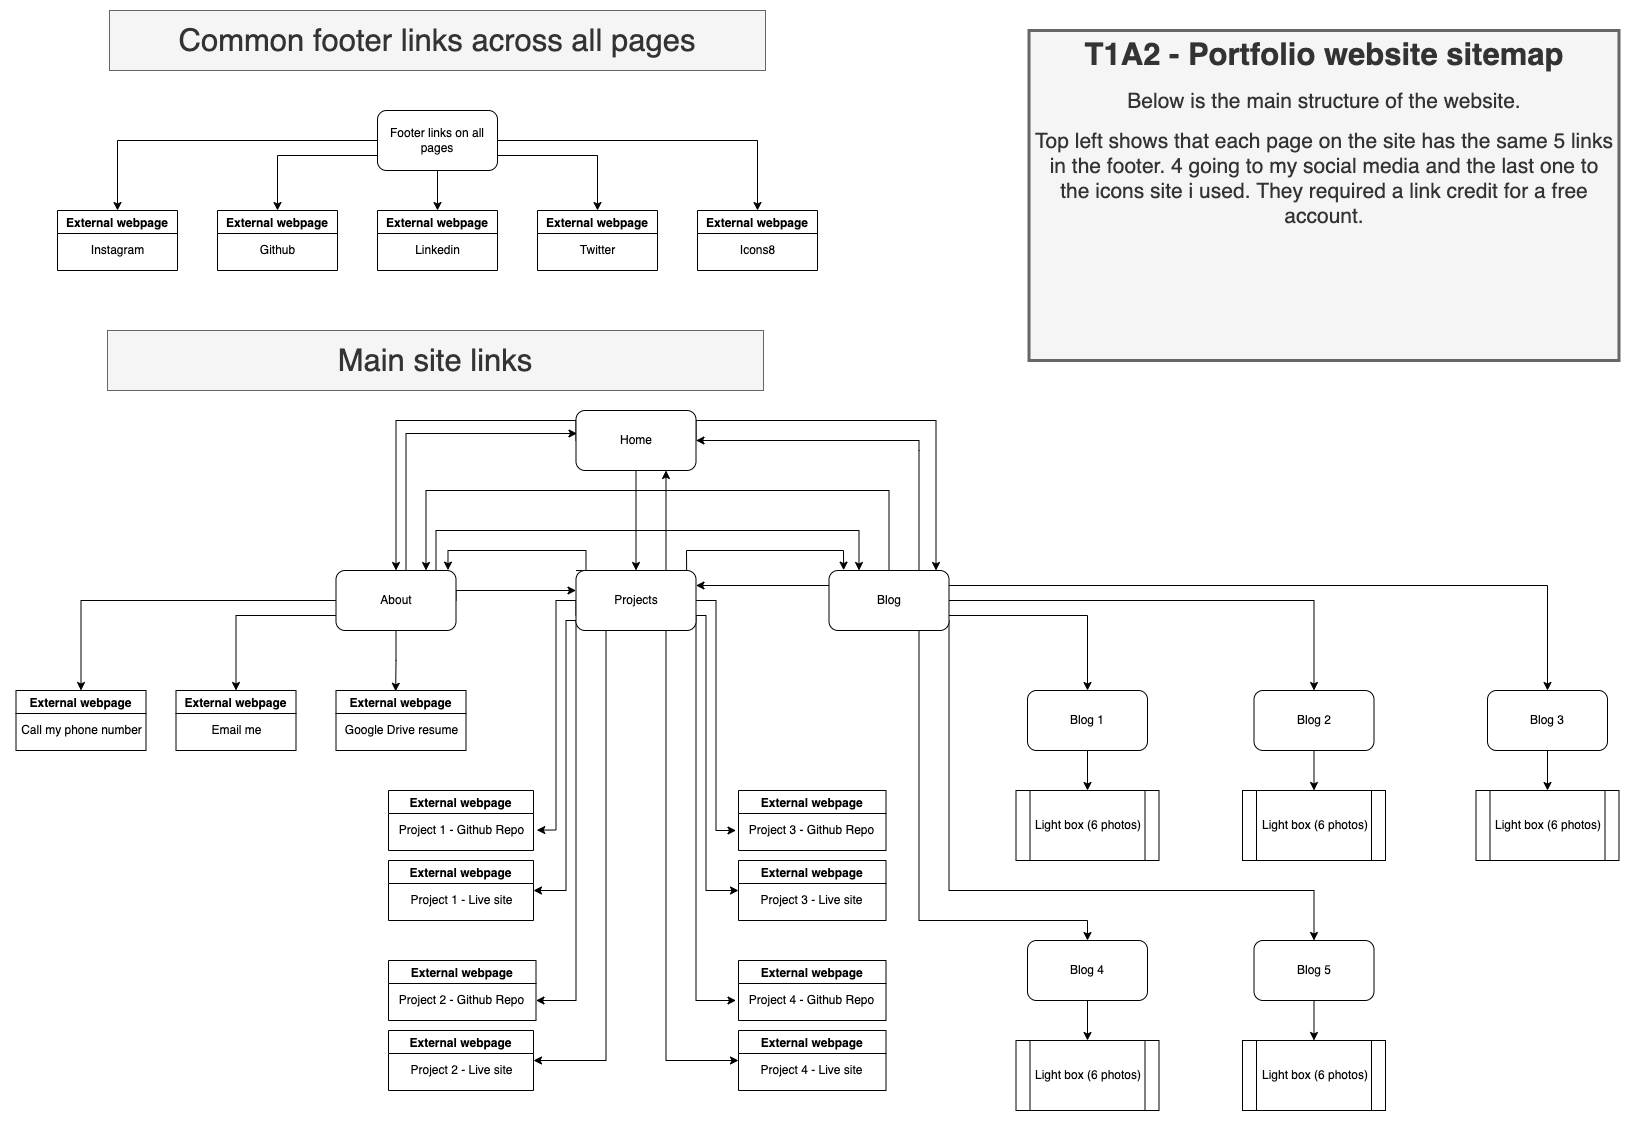 Common footer links across all pages
T1A2 - Portfolio website sitemap
Below is the main structure of the website.
Top left shows that each page on the site has the same 5 links
in the footer. 4 going to my social media and the last one to
the icons site i used. They required a link credit for a free
account.
Footer links on all
pages
External webpage
Instagram
External webpage
Github
External webpage
Linkedin
External webpage
Twitter
External webpage
Icons8
Main site links
Home
About
Projects
Blog
External webpage
Call my phone number
External webpage
Email me
External webpage
Google Drive resume
Blog 1
Blog 2
Blog 3
External webpage
Project 1 - Github Repo
External webpage
Project 1 - Live site
External webpage
Project 3 - Github Repo
External webpage
Project 3 - Live site
Light box (6 photos)
Light box (6 photos)
Light box (6 photos)
External webpage
Project 2 - Github Repo
External webpage
Project 2 - Live site
External webpage
Project 4 - Github Repo
External webpage
Project 4 - Live site
Blog 4
Blog 5
Light box (6 photos)
Light box (6 photos)